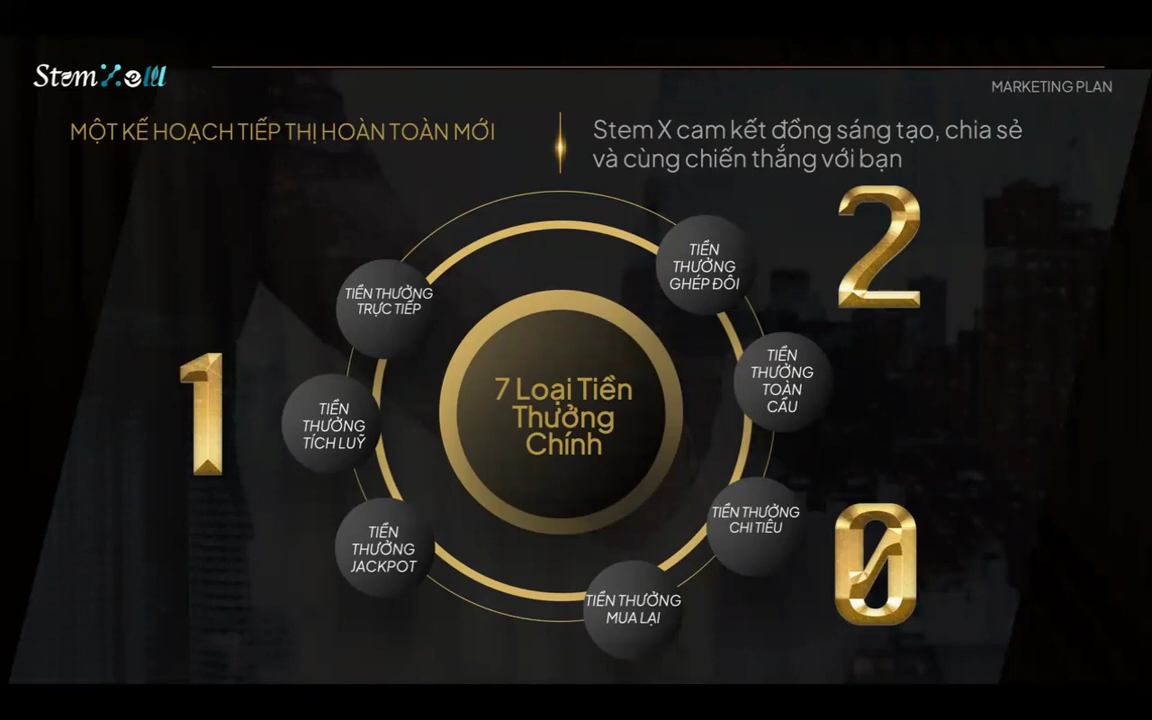 Stem X cell
MARKETING PLAN
MỘT KẾ HOẠCH TIẾP THỊ HOÀN TOÀN MỚI
Stem X cam kết đồng sáng tạo, chia sẻ
và cùng chiến thắng với bạn
2
TIỀN
THƯỞNG
GHÉP ĐÔI
TIỀN THƯỞNG
TRỰC TIẾP
TIỀN
THƯỞNG
TOÀN
CẦU
1
7 Loại Tiền
Thưởng
Chính
TIỀN
THƯỞNG
TÍCH LUỸ
TIỀN THƯỞNG
CHI TIÊU
0
TIỀN
THƯỞNG
JACKPOT
TIỀN THƯỞNG
MUA LẠI